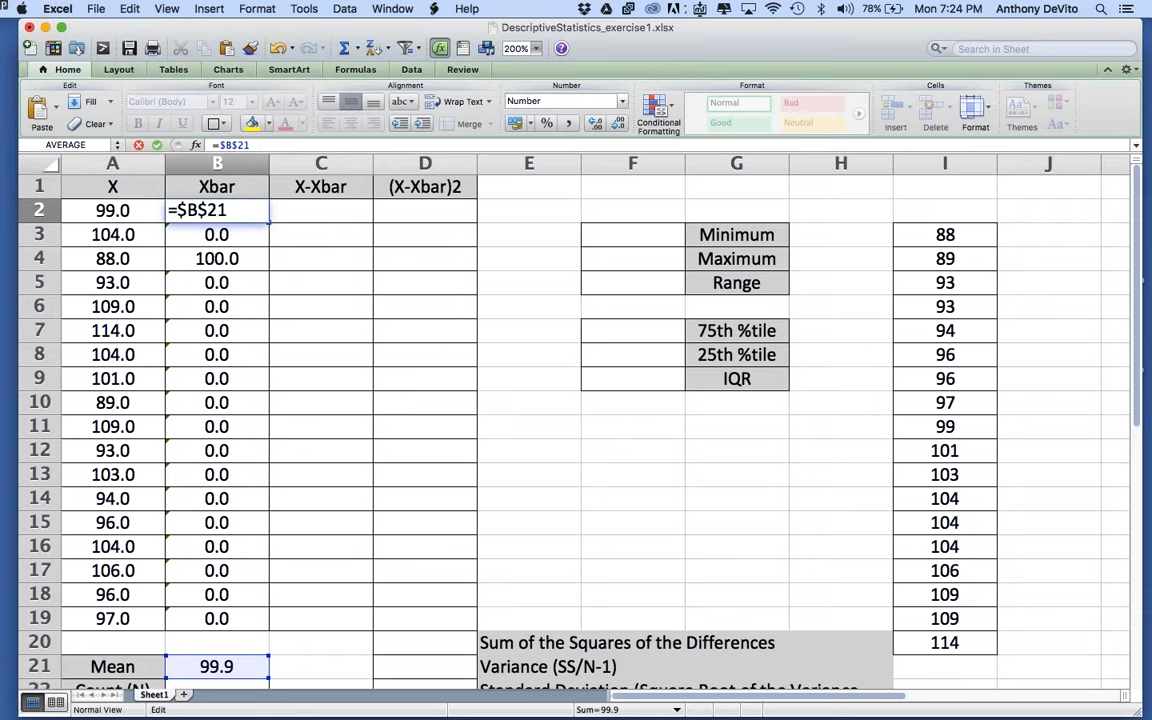 Excel File Edit View Insert Format Tools Data Window Help 78% Mon 7:24 PM Anthony DeVito
DescriptiveStatistics_exercise1.xlsx
200% Search in Sheet
Home Layout Tables Charts SmartArt Formulas Data Review
Edit Font Alignment Number Format Cells Themes
Fill Calibri (Body) 12 abc Wrap Text Number Normal Bad
Paste Clear B I U A Merge % Conditional Formatting Good Neutral Insert Delete Format Themes Aa
AVERAGE fx =$B$21
A B C D E F G H I J
1 X Xbar X-Xbar (X-Xbar)2
2 99.0 =$B$21
3 104.0 0.0 Minimum 88
4 88.0 100.0 Maximum 89
5 93.0 0.0 Range 93
6 109.0 0.0 93
7 114.0 0.0 75th %tile 94
8 104.0 0.0 25th %tile 96
9 101.0 0.0 IQR 96
10 89.0 0.0 97
11 109.0 0.0 99
12 93.0 0.0 101
13 103.0 0.0 103
14 94.0 0.0 104
15 96.0 0.0 104
16 104.0 0.0 104
17 106.0 0.0 106
18 96.0 0.0 109
19 97.0 0.0 109
20 Sum of the Squares of the Differences 114
21 Mean 99.9 Variance (SS/N-1)
22 Count (N) Standard Deviation (Square Root of the Variance
Sheet1
Normal View Edit Sum=99.9